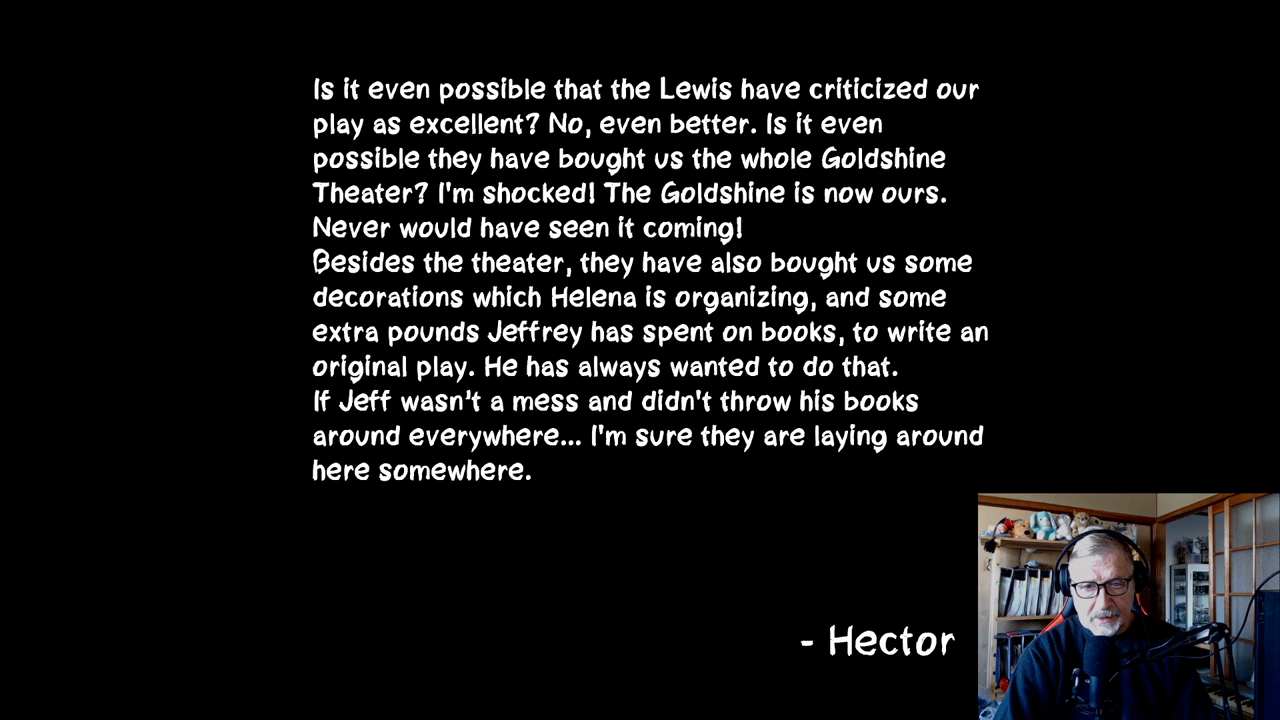 Is it even possible that the Lewis have criticized our
play as excellent? No, even better. Is it even
possible they have bought us the whole Goldshine
Theater? I'm shocked! The Goldshine is now ours.
Never would have seen it coming!
Besides the theater, they have also bought us some
decorations which Helena is organizing, and some
extra pounds Jeffrey has spent on books, to write an
original play. He has always wanted to do that.
If Jeff wasn't a mess and didn't throw his books
around everywhere... I'm sure they are laying around
here somewhere.
- Hector